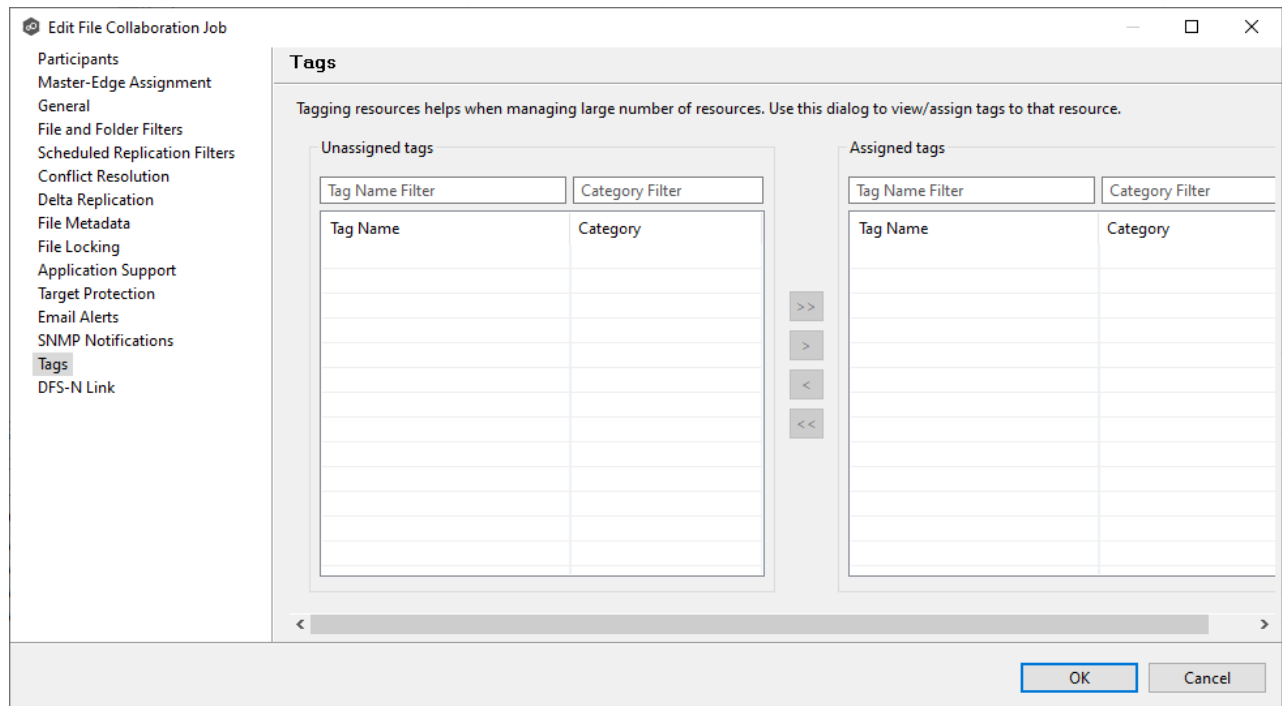 Edit File Collaboration Job
Participants
Master-Edge Assignment
General
File and Folder Filters
Scheduled Replication Filters
Conflict Resolution
Delta Replication
File Metadata
File Locking
Application Support
Target Protection
Email Alerts
SNMP Notifications
Tags
DFS-N Link
Tags
Tagging resources helps when managing large number of resources. Use this dialog to view/assign tags to that resource.
Unassigned tags
Tag Name Filter
Category Filter
Tag Name
Category
>>
>
<
<<
Assigned tags
Tag Name Filter
Category Filter
Tag Name
Category
OK
Cancel